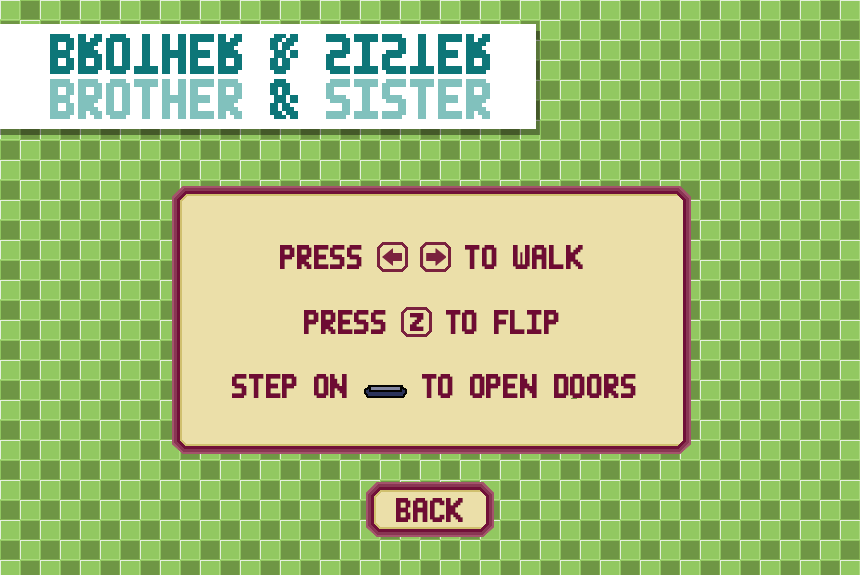 BROTHER & SISTER
BROTHER & SISTER
PRESS ← → TO WALK
PRESS Z TO FLIP
STEP ON TO OPEN DOORS
BACK